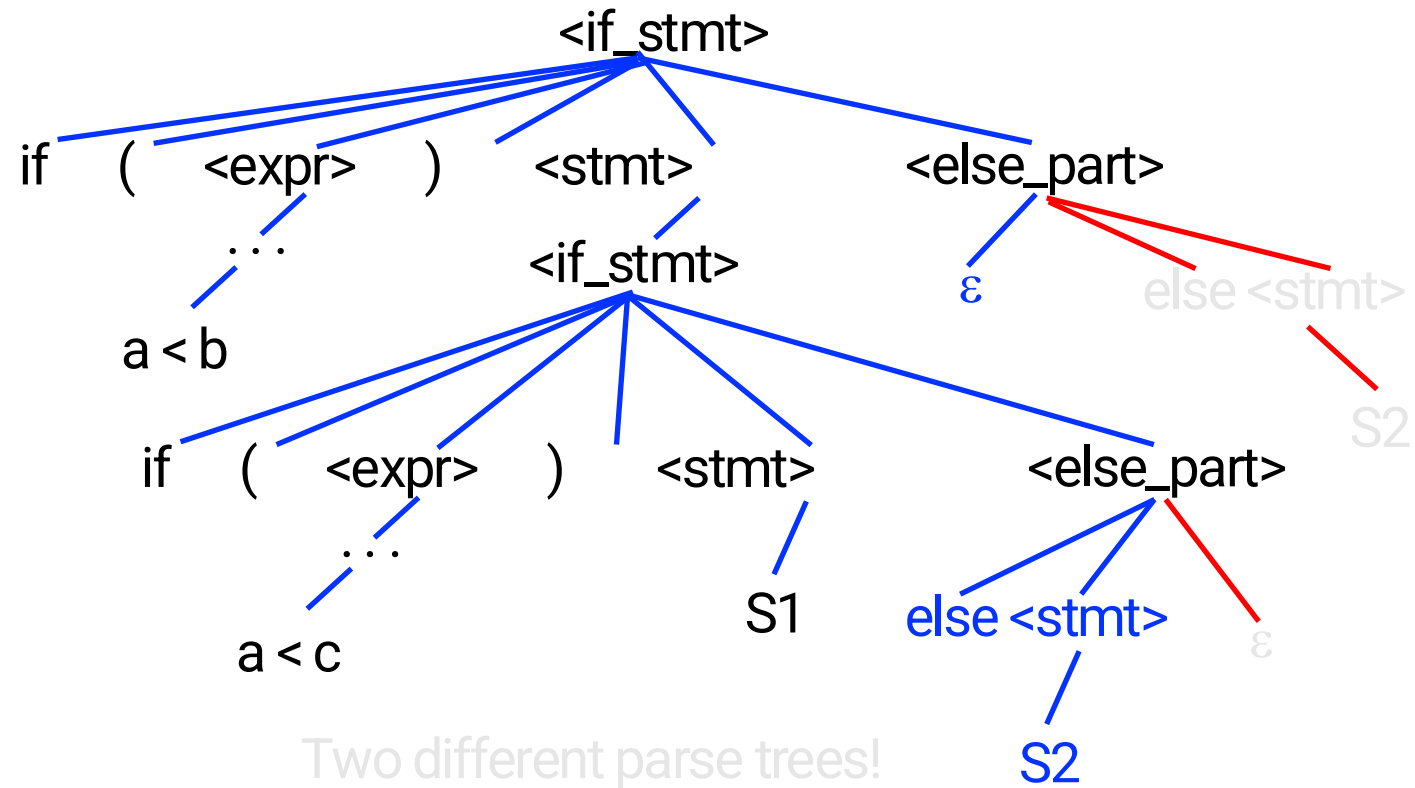 <if_stmt>
if ( <expr> ) <stmt> <else_part>
. . .
<if_stmt>
ε
else <stmt>
a < b
S2
if ( <expr> ) <stmt> <else_part>
. . .
S1
else <stmt>
ε
a < c
Two different parse trees!
S2